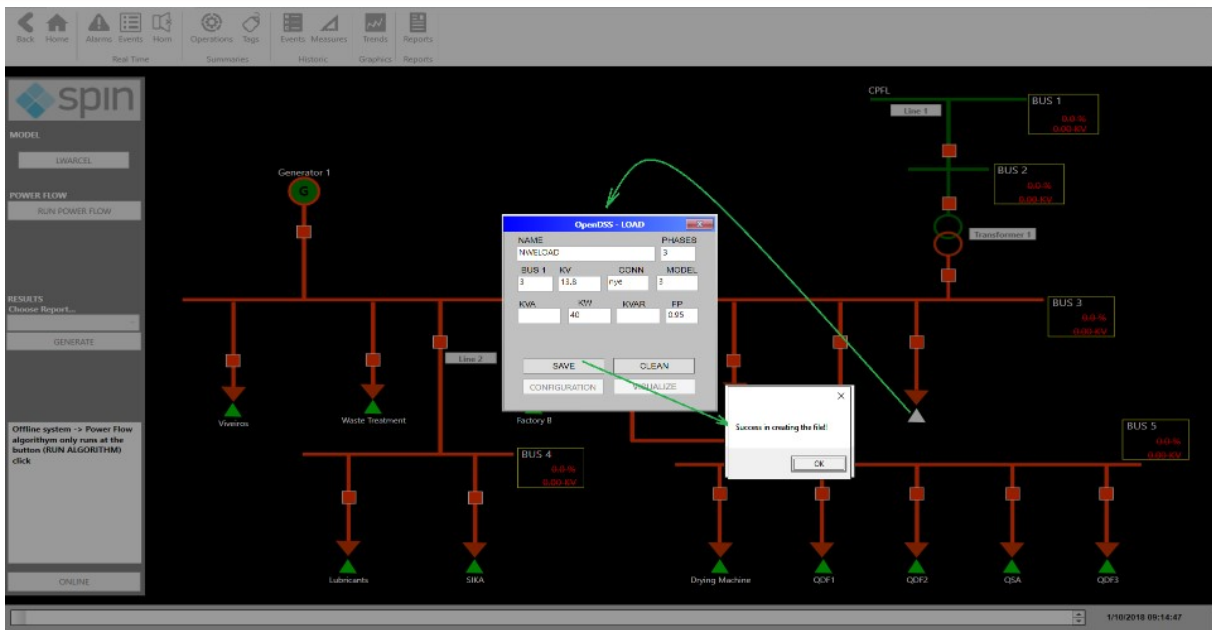 Back Home Alarms Events Horn Operations Tags Events Measures Trends Reports
Real Time Summaries Historic Graphics Reports
spin
MODEL
LWARCEL
POWER FLOW
RUN POWER FLOW
RESULTS
Choose Report...
GENERATE
Offline system -> Power Flow
algorithym only runs at the
button (RUN ALGORITHM)
click
ONLINE
CPFL
Line 1
BUS 1
0.0 %
0.00 KV
BUS 2
0.0 %
0.00 KV
Transformer 1
Generator 1
G
BUS 3
0.0 %
0.00 KV
OpenDSS - LOAD
NAME PHASES
NWELOAD 3
BUS 1 KV CONN MODEL
3 13.8 nye 3
KVA KW KVAR FP
40 0.95
SAVE CLEAN
CONFIGURATION VISUALIZE
Success in creating the file!
OK
Line 2
Viveiros
Waste Treatment
Factory B
BUS 4
0.0 %
0.00 KV
BUS 5
0.0 %
0.00 KV
Lubricants
SIKA
Drying Machine
QDF1
QDF2
QSA
QDF3
1/10/2018 09:14:47